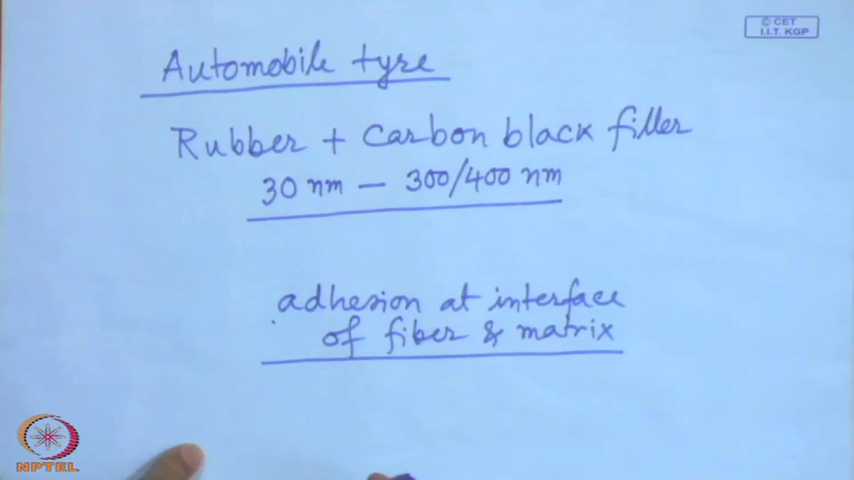 © CET
I.I.T. KGP
Automobile tyre
Rubber + Carbon black filler
30 nm — 300/400 nm
adhesion at interface
of fiber & matrix
NPTEL